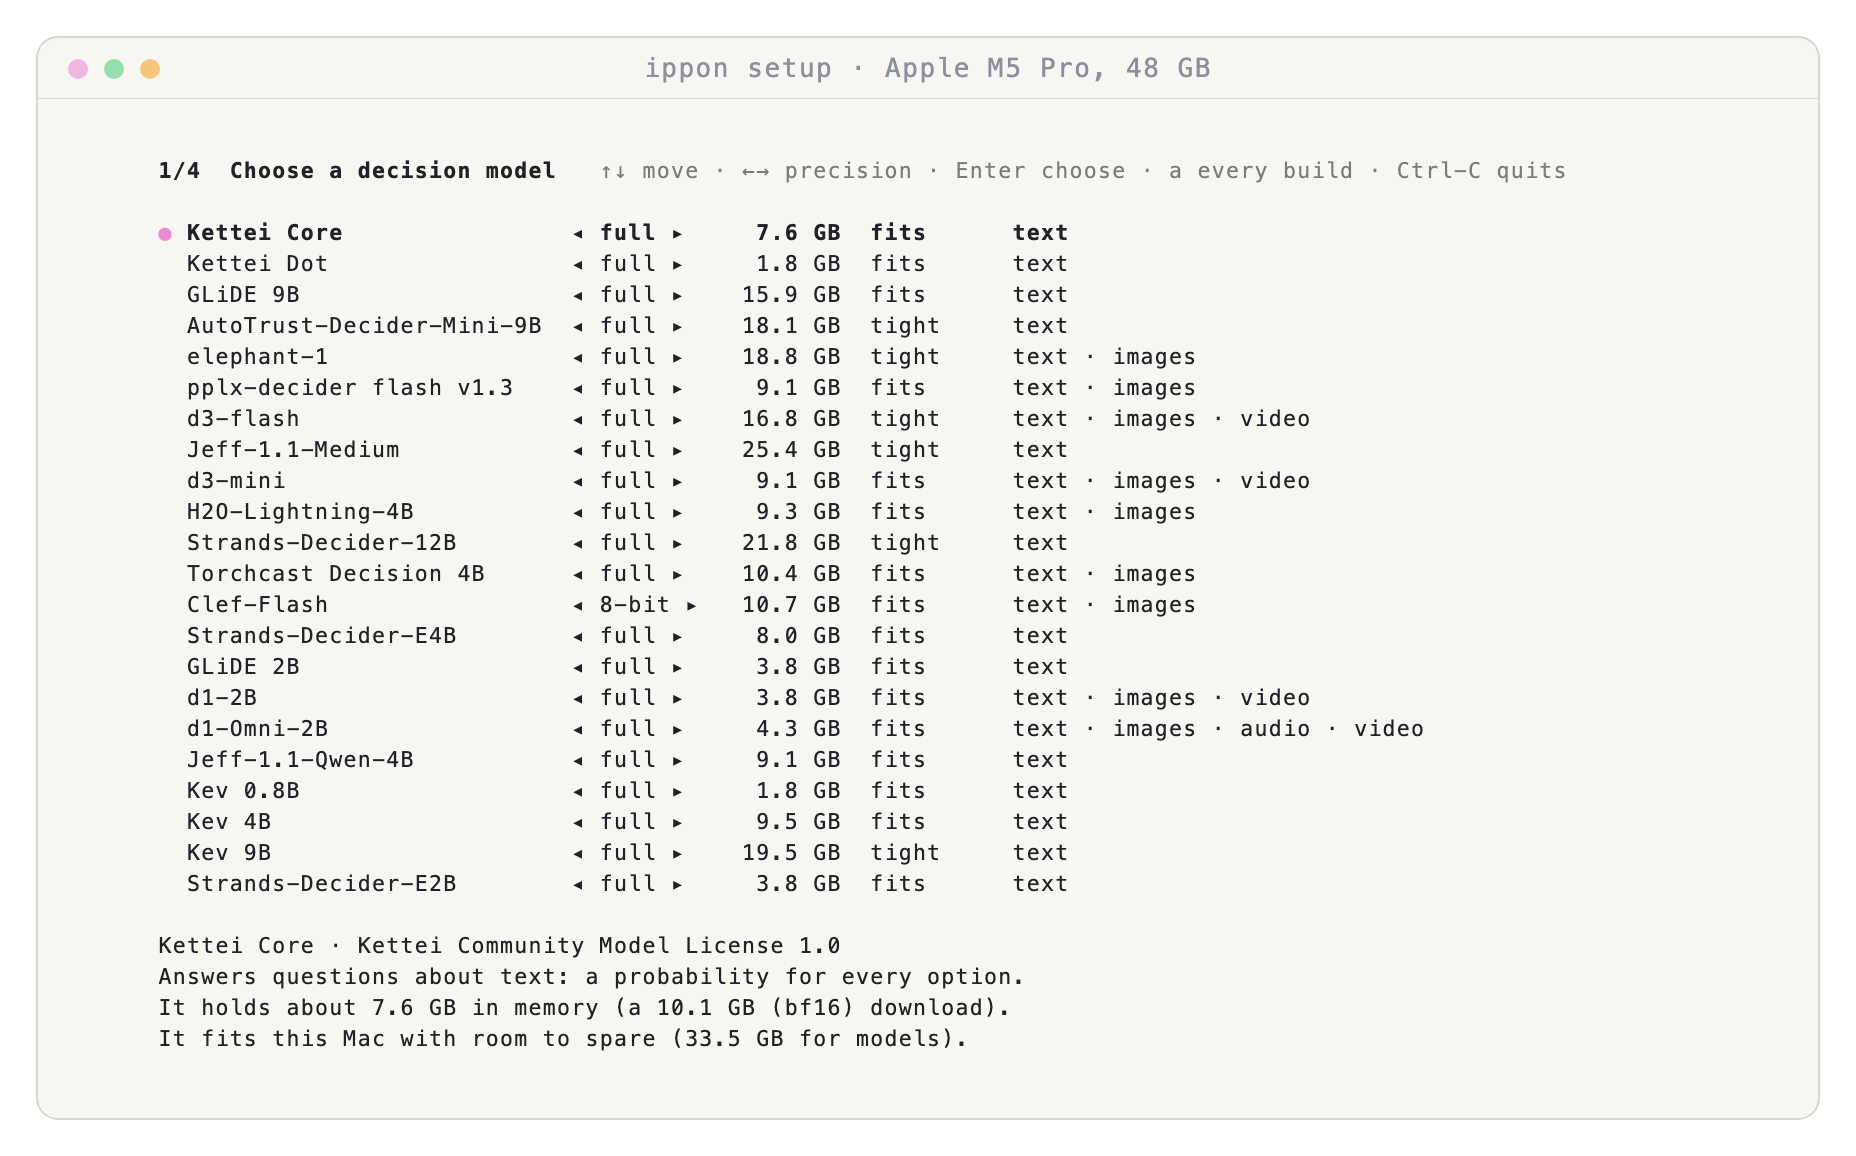 ippon setup · Apple M5 Pro, 48 GB
1/4  Choose a decision model   ↑↓ move · ←→ precision · Enter choose · a every build · Ctrl-C quits
● Kettei Core                ◂ full ▸     7.6 GB  fits      text
  Kettei Dot                 ◂ full ▸     1.8 GB  fits      text
  GLiDE 9B                   ◂ full ▸    15.9 GB  fits      text
  AutoTrust-Decider-Mini-9B  ◂ full ▸    18.1 GB  tight     text
  elephant-1                 ◂ full ▸    18.8 GB  tight     text · images
  pplx-decider flash v1.3    ◂ full ▸     9.1 GB  fits      text · images
  d3-flash                   ◂ full ▸    16.8 GB  tight     text · images · video
  Jeff-1.1-Medium            ◂ full ▸    25.4 GB  tight     text
  d3-mini                    ◂ full ▸     9.1 GB  fits      text · images · video
  H2O-Lightning-4B           ◂ full ▸     9.3 GB  fits      text · images
  Strands-Decider-12B        ◂ full ▸    21.8 GB  tight     text
  Torchcast Decision 4B      ◂ full ▸    10.4 GB  fits      text · images
  Clef-Flash                 ◂ 8-bit ▸   10.7 GB  fits      text · images
  Strands-Decider-E4B        ◂ full ▸     8.0 GB  fits      text
  GLiDE 2B                   ◂ full ▸     3.8 GB  fits      text
  d1-2B                      ◂ full ▸     3.8 GB  fits      text · images · video
  d1-Omni-2B                 ◂ full ▸     4.3 GB  fits      text · images · audio · video
  Jeff-1.1-Qwen-4B           ◂ full ▸     9.1 GB  fits      text
  Kev 0.8B                   ◂ full ▸     1.8 GB  fits      text
  Kev 4B                     ◂ full ▸     9.5 GB  fits      text
  Kev 9B                     ◂ full ▸    19.5 GB  tight     text
  Strands-Decider-E2B        ◂ full ▸     3.8 GB  fits      text
Kettei Core · Kettei Community Model License 1.0
Answers questions about text: a probability for every option.
It holds about 7.6 GB in memory (a 10.1 GB (bf16) download).
It fits this Mac with room to spare (33.5 GB for models).